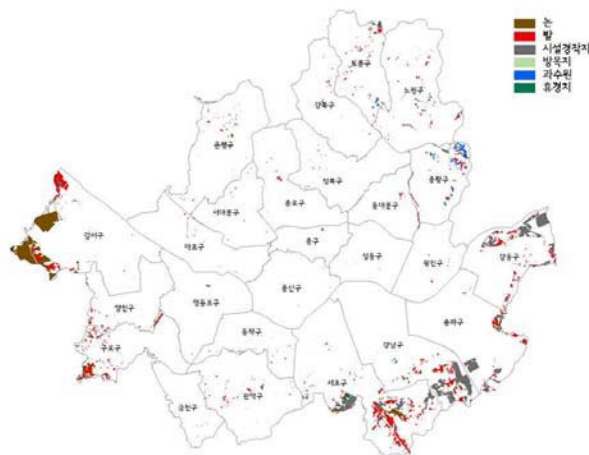 논
밭
시설경작지
방목지
과수원
휴경지
도봉구
노원구
강북구
은평구
성북구
중랑구
종로구
서대문구
동대문구
강서구
마포구
중구
성동구
광진구
강동구
용산구
양천구
영등포구
동작구
송파구
강남구
구로구
서초구
관악구
금천구